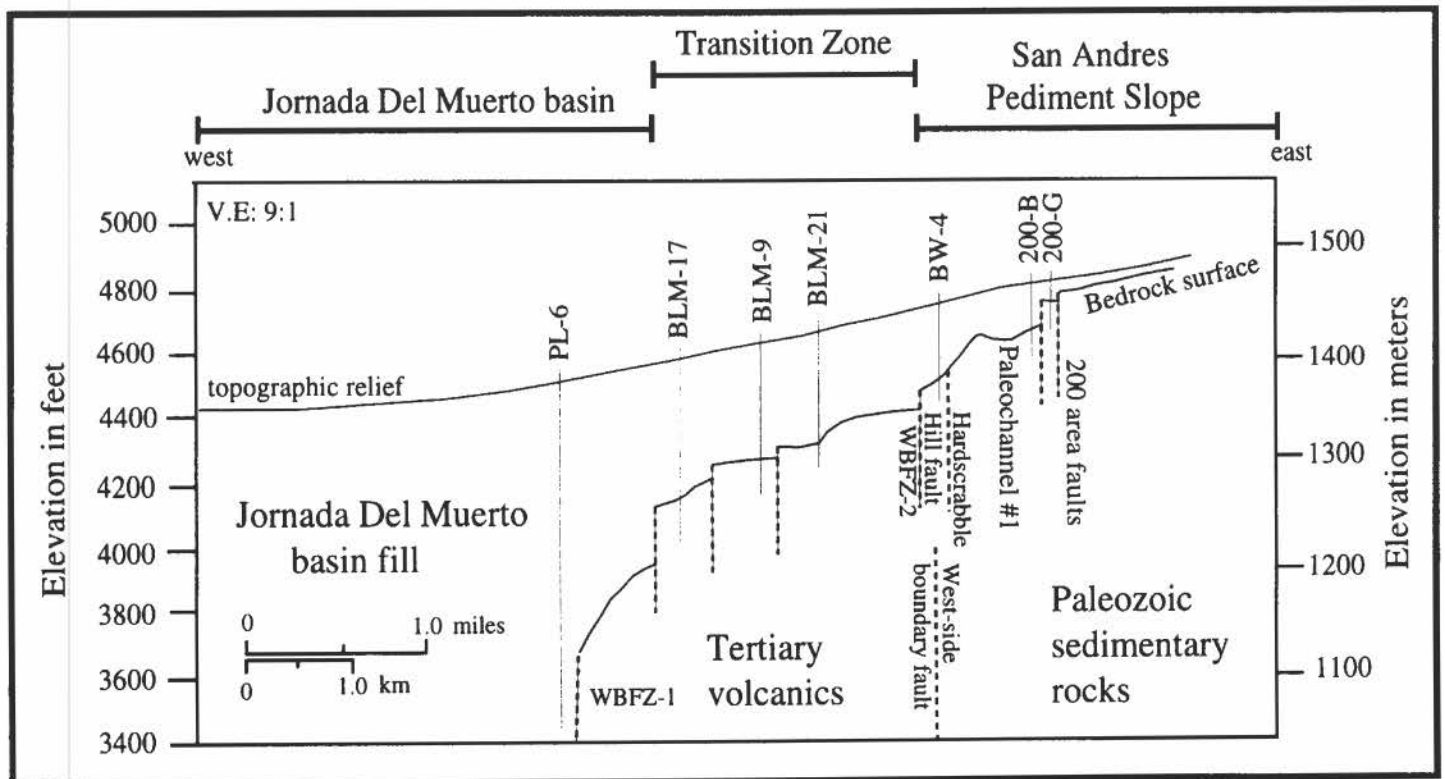 Transition Zone
San Andres
Pediment Slope
Jornada Del Muerto basin
west
east
V.E: 9:1
5000
4800
4600
4400
4200
4000
3800
3600
3400
Elevation in feet
1500
1400
1300
1200
1100
Elevation in meters
PL-6
BLM-17
BLM-9
BLM-21
BW-4
200-B
200-G
topographic relief
Bedrock surface
WBFZ-2
Hill fault
Hardscrabble
Paleochannel #1
200 area faults
West-side
boundary fault
Jornada Del Muerto
basin fill
0
1.0 miles
0
1.0 km
WBFZ-1
Tertiary
volcanics
Paleozoic
sedimentary
rocks